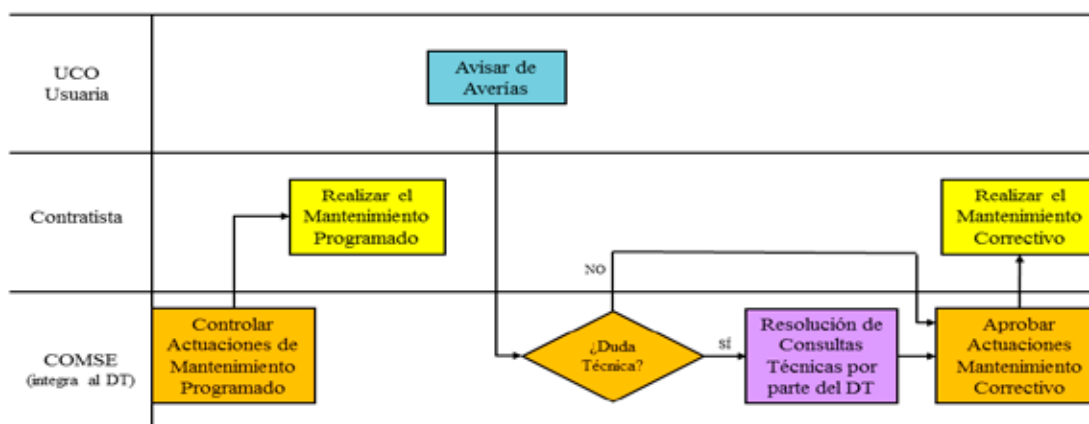 UCO
Usuaria
Avisar de
Averías
Contratista
Realizar el
Mantenimiento
Programado
Realizar el
Mantenimiento
Correctivo
NO
COMSE
(integra al DT)
Controlar
Actuaciones de
Mantenimiento
Programado
¿Duda
Técnica?
SÍ
Resolución de
Consultas
Técnicas por
parte del DT
Aprobar
Actuaciones
Mantenimiento
Correctivo